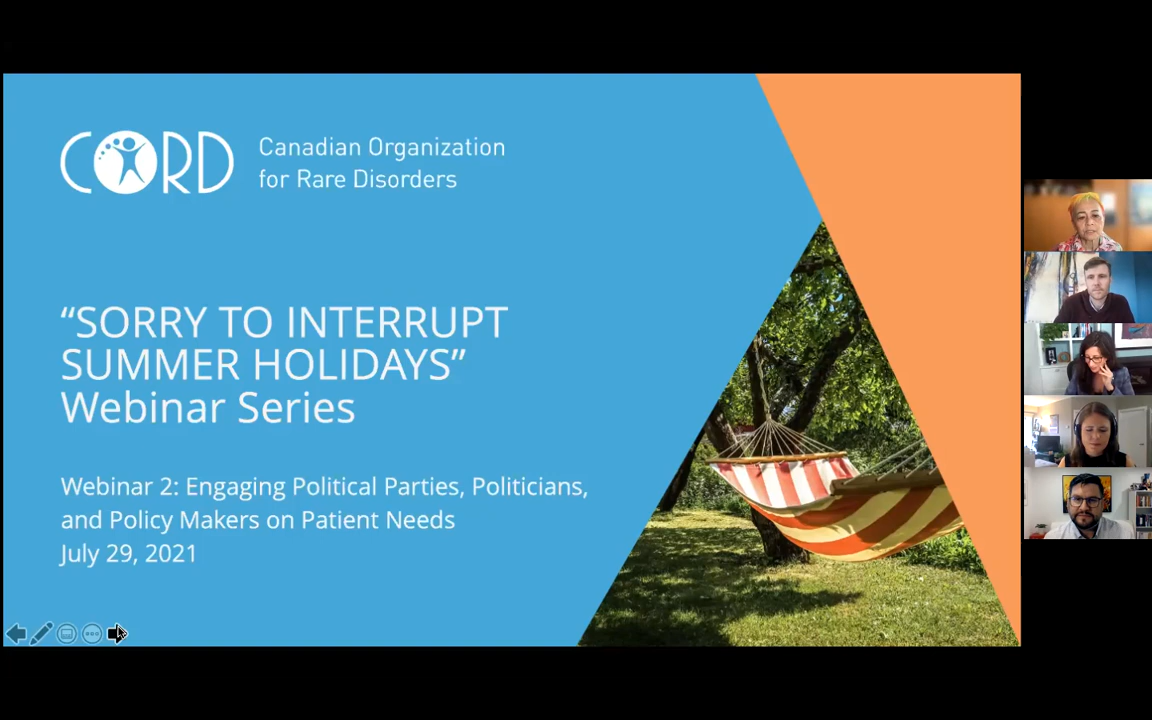 CORD
Canadian Organization
for Rare Disorders
“SORRY TO INTERRUPT
SUMMER HOLIDAYS”
Webinar Series
Webinar 2: Engaging Political Parties, Politicians,
and Policy Makers on Patient Needs
July 29, 2021